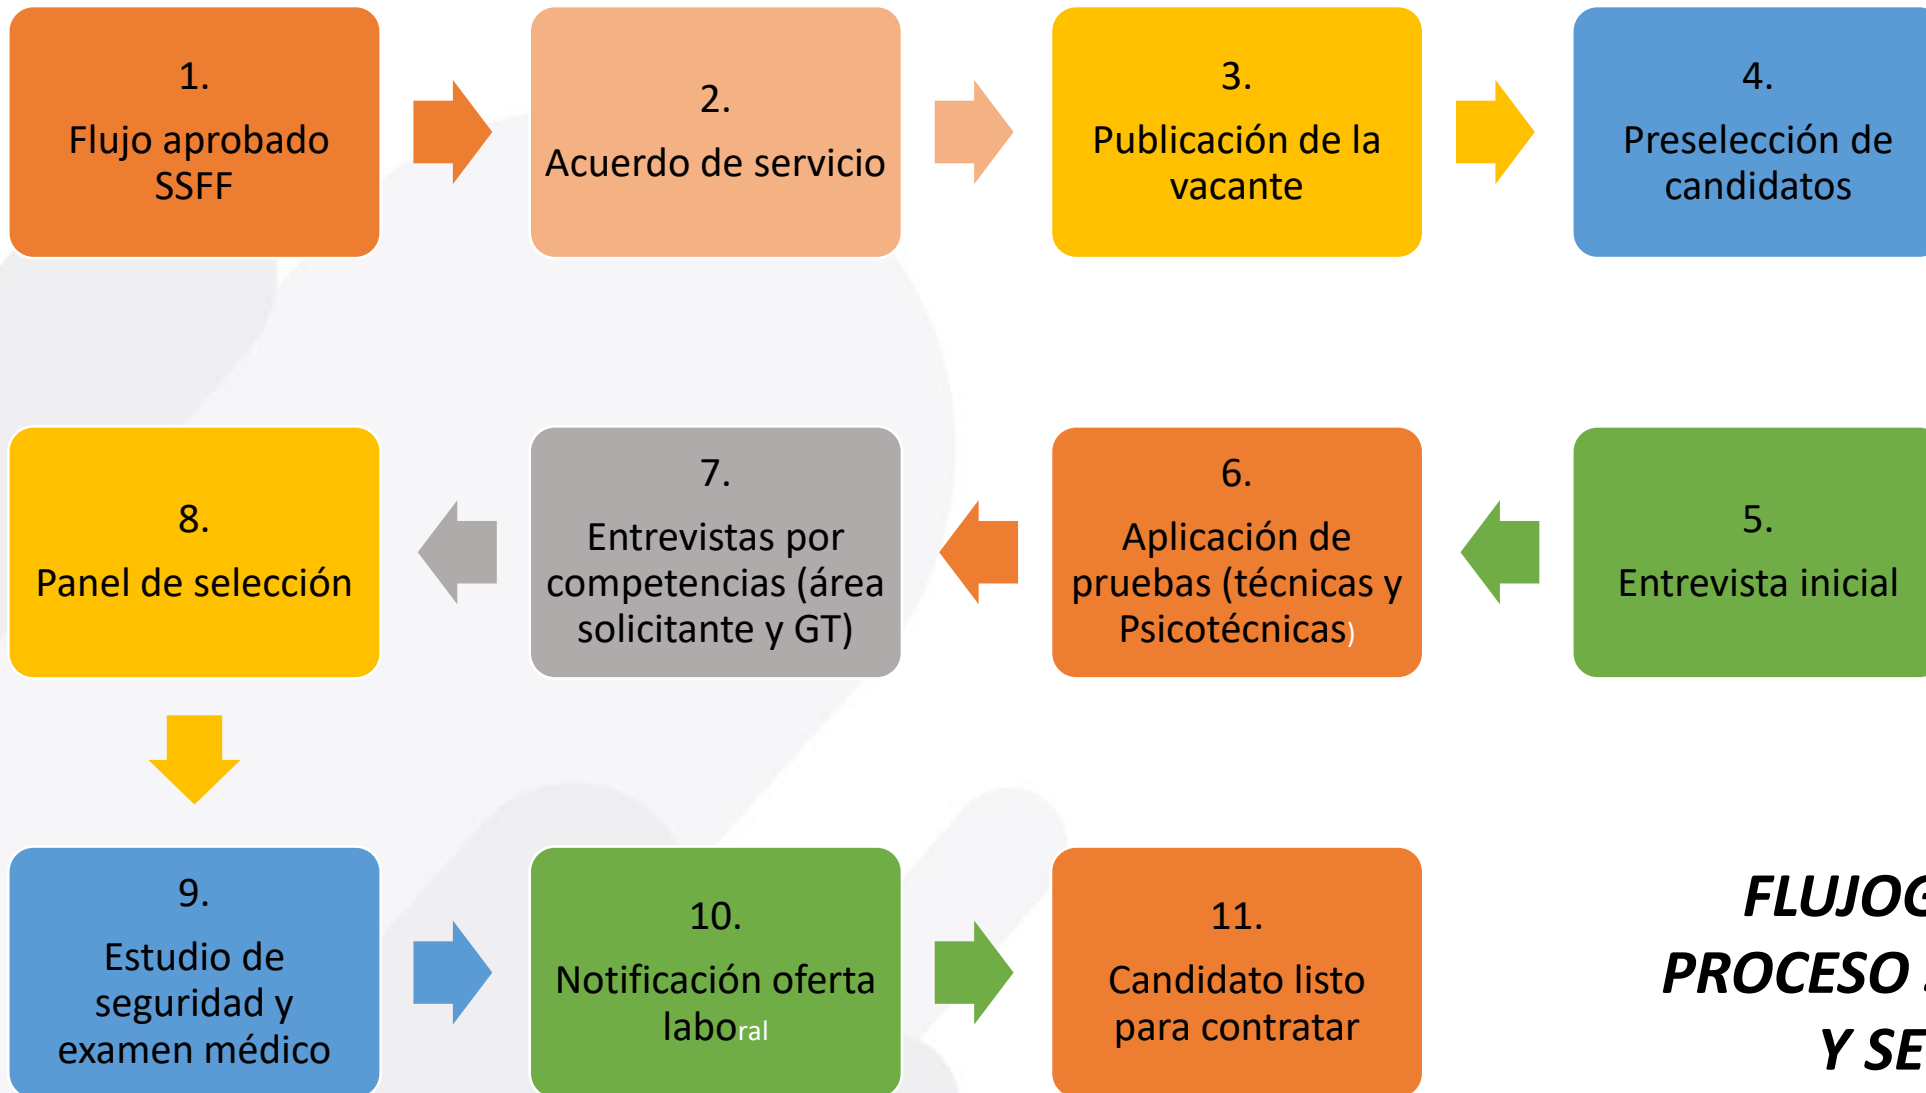 1.
Flujo aprobado
SSFF
2.
Acuerdo de servicio
3.
Publicación de la
vacante
4.
Preselección de
candidatos
5.
Entrevista inicial
6.
Aplicación de
pruebas (técnicas y
Psicotécnicas)
7.
Entrevistas por
competencias (área
solicitante y GT)
8.
Panel de selección
9.
Estudio de
seguridad y
examen médico
10.
Notificación oferta
laboral
11.
Candidato listo
para contratar
PROCESO
Y